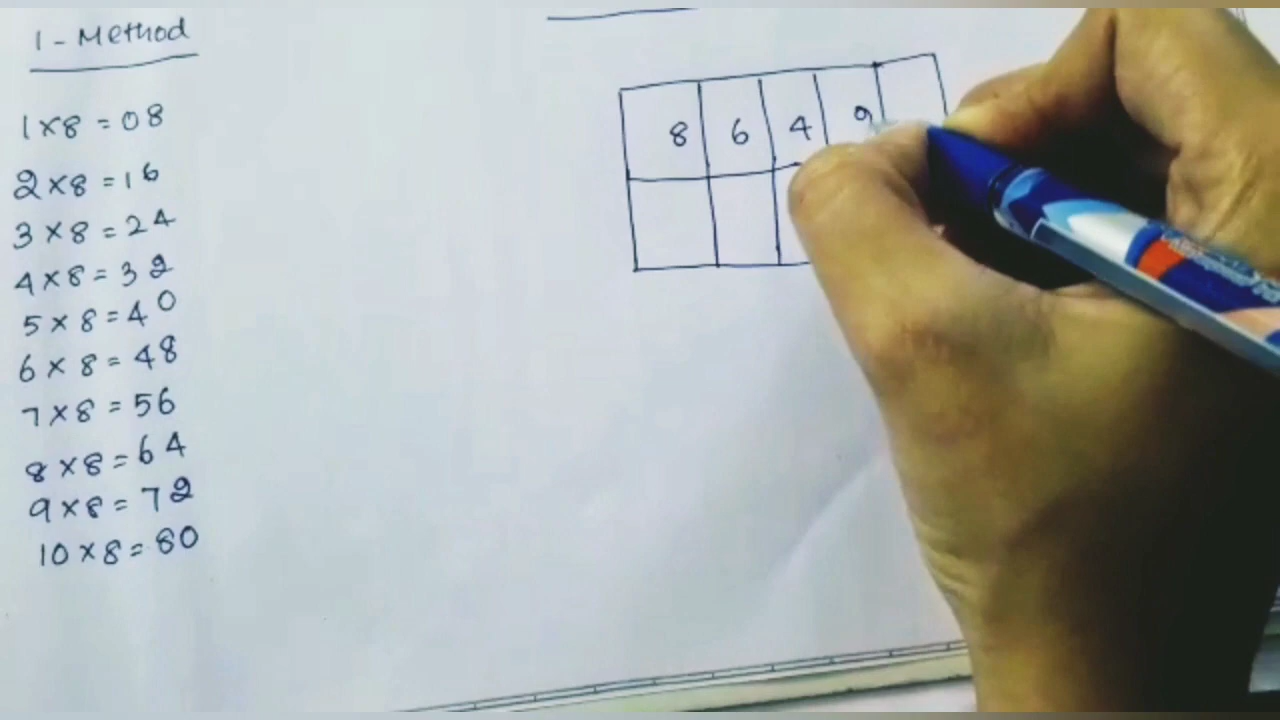 1 - Method
1 x 8 = 08
2 x 8 = 16
3 x 8 = 24
4 x 8 = 32
5 x 8 = 40
6 x 8 = 48
7 x 8 = 56
8 x 8 = 64
9 x 8 = 72
10 x 8 = 80
8 6 4